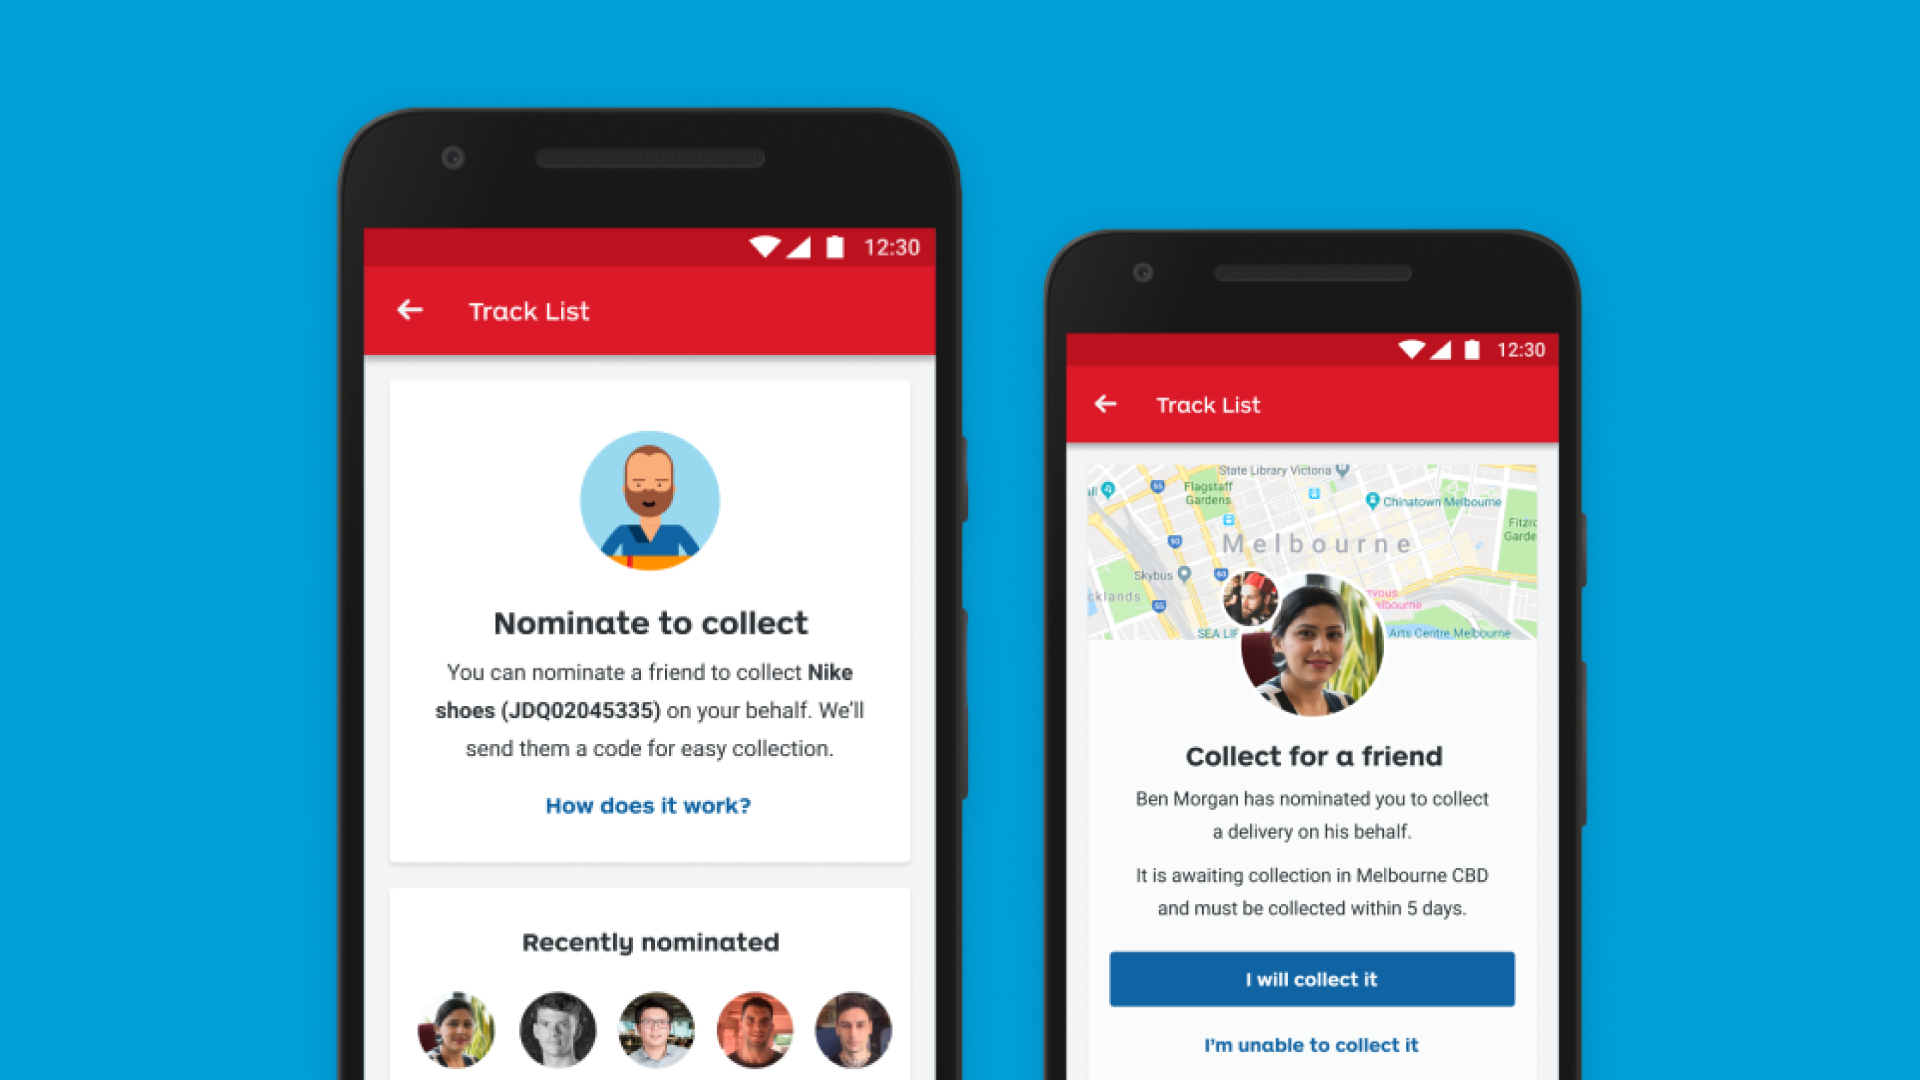 12:30
Track List
Nominate to collect
You can nominate a friend to collect Nike
shoes (JDQ02045335) on your behalf. We'll
send them a code for easy collection.
How does it work?
Recently nominated
12:30
Track List
State Library Victoria
Flagstaff
Gardens
Chinatown Melbourne
Fitzro
Garde
Melbourne
Skybus
cklands
SEA LIF
Arts Centre Melbourne
Collect for a friend
Ben Morgan has nominated you to collect
a delivery on his behalf.
It is awaiting collection in Melbourne CBD
and must be collected within 5 days.
I will collect it
I'm unable to collect it